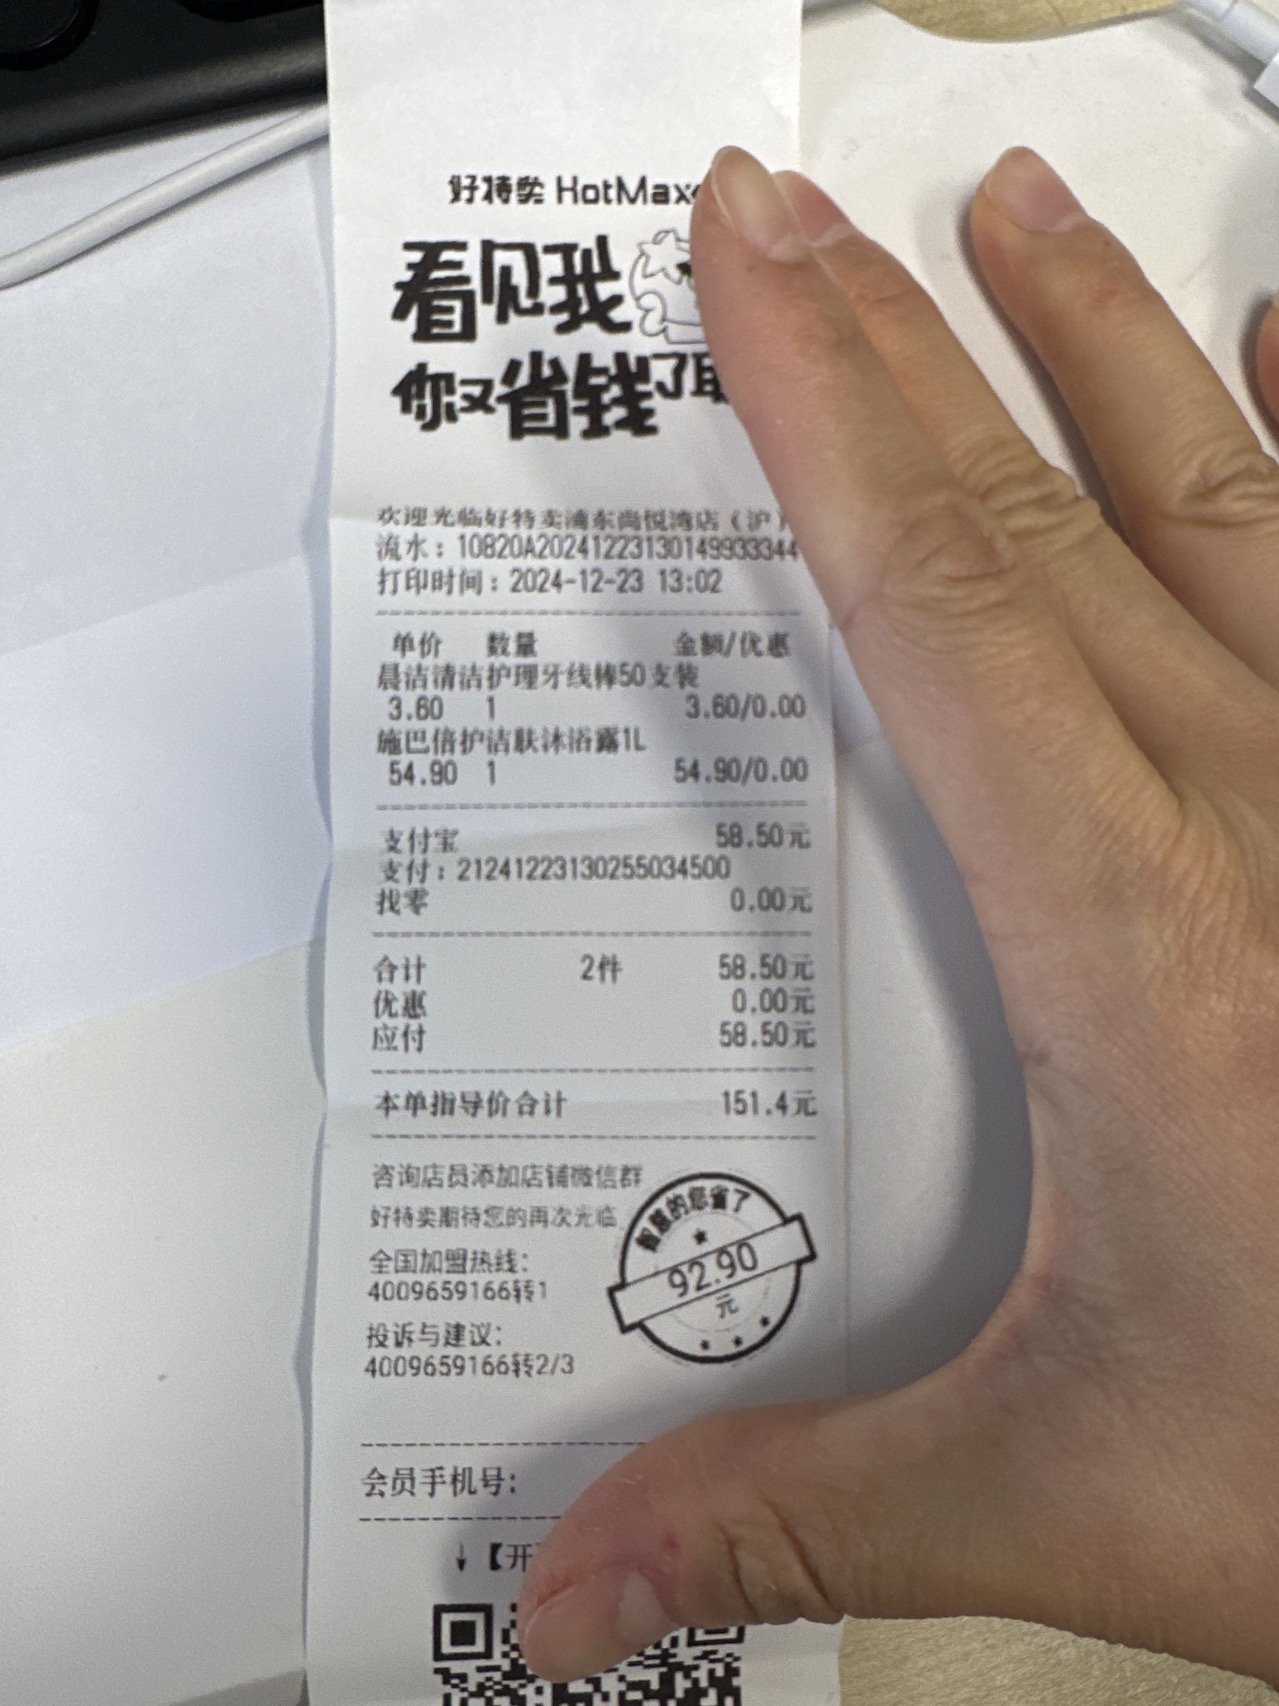 好特卖 HotMax
看见我
你又省钱了耶
欢迎光临好特卖浦东尚悦湾店（沪）
流水：10820A20241223130149933344
打印时间：2024-12-23 13:02
单价 数量 金额/优惠
晨洁清洁护理牙线棒50支装
3.60 1 3.60/0.00
施巴倍护洁肤沐浴露1L
54.90 1 54.90/0.00
支付宝 58.50元
支付：21241223130255034500
找零 0.00元
合计 2件 58.50元
优惠 0.00元
应付 58.50元
本单指导价合计 151.4元
咨询店员添加店铺微信群
好特卖期待您的再次光临
全国加盟热线：
4009659166转1
投诉与建议：
4009659166转2/3
智慧的您省了
92.90
元
会员手机号：
↓【开